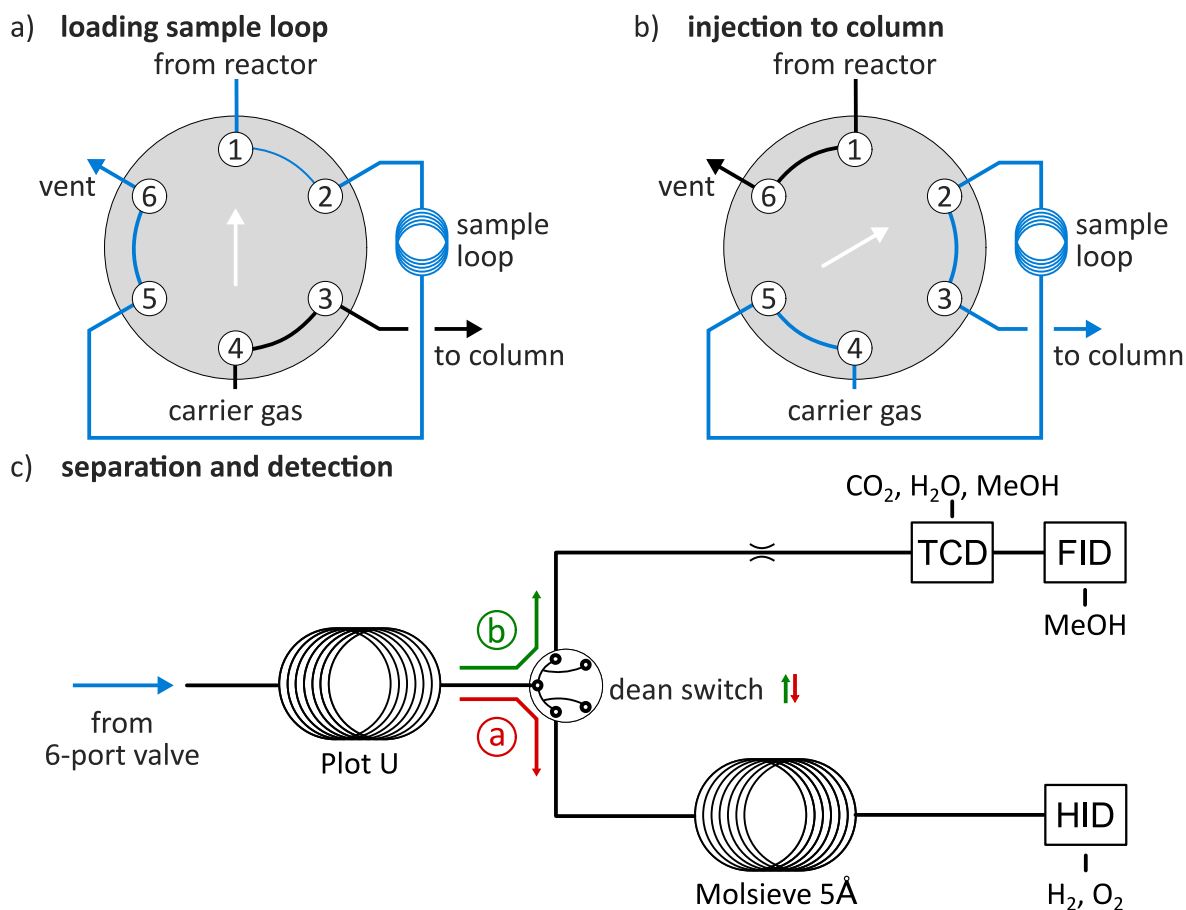 a) loading sample loop
from reactor
1
2
3
4
5
6
vent
sample
loop
to column
carrier gas
b) injection to column
from reactor
1
2
3
4
5
6
vent
sample
loop
to column
carrier gas
c) separation and detection
CO₂, H₂O, MeOH
TCD
FID
MeOH
b
dean switch
a
from
6-port valve
Plot U
Molsieve 5Å
HID
H₂, O₂